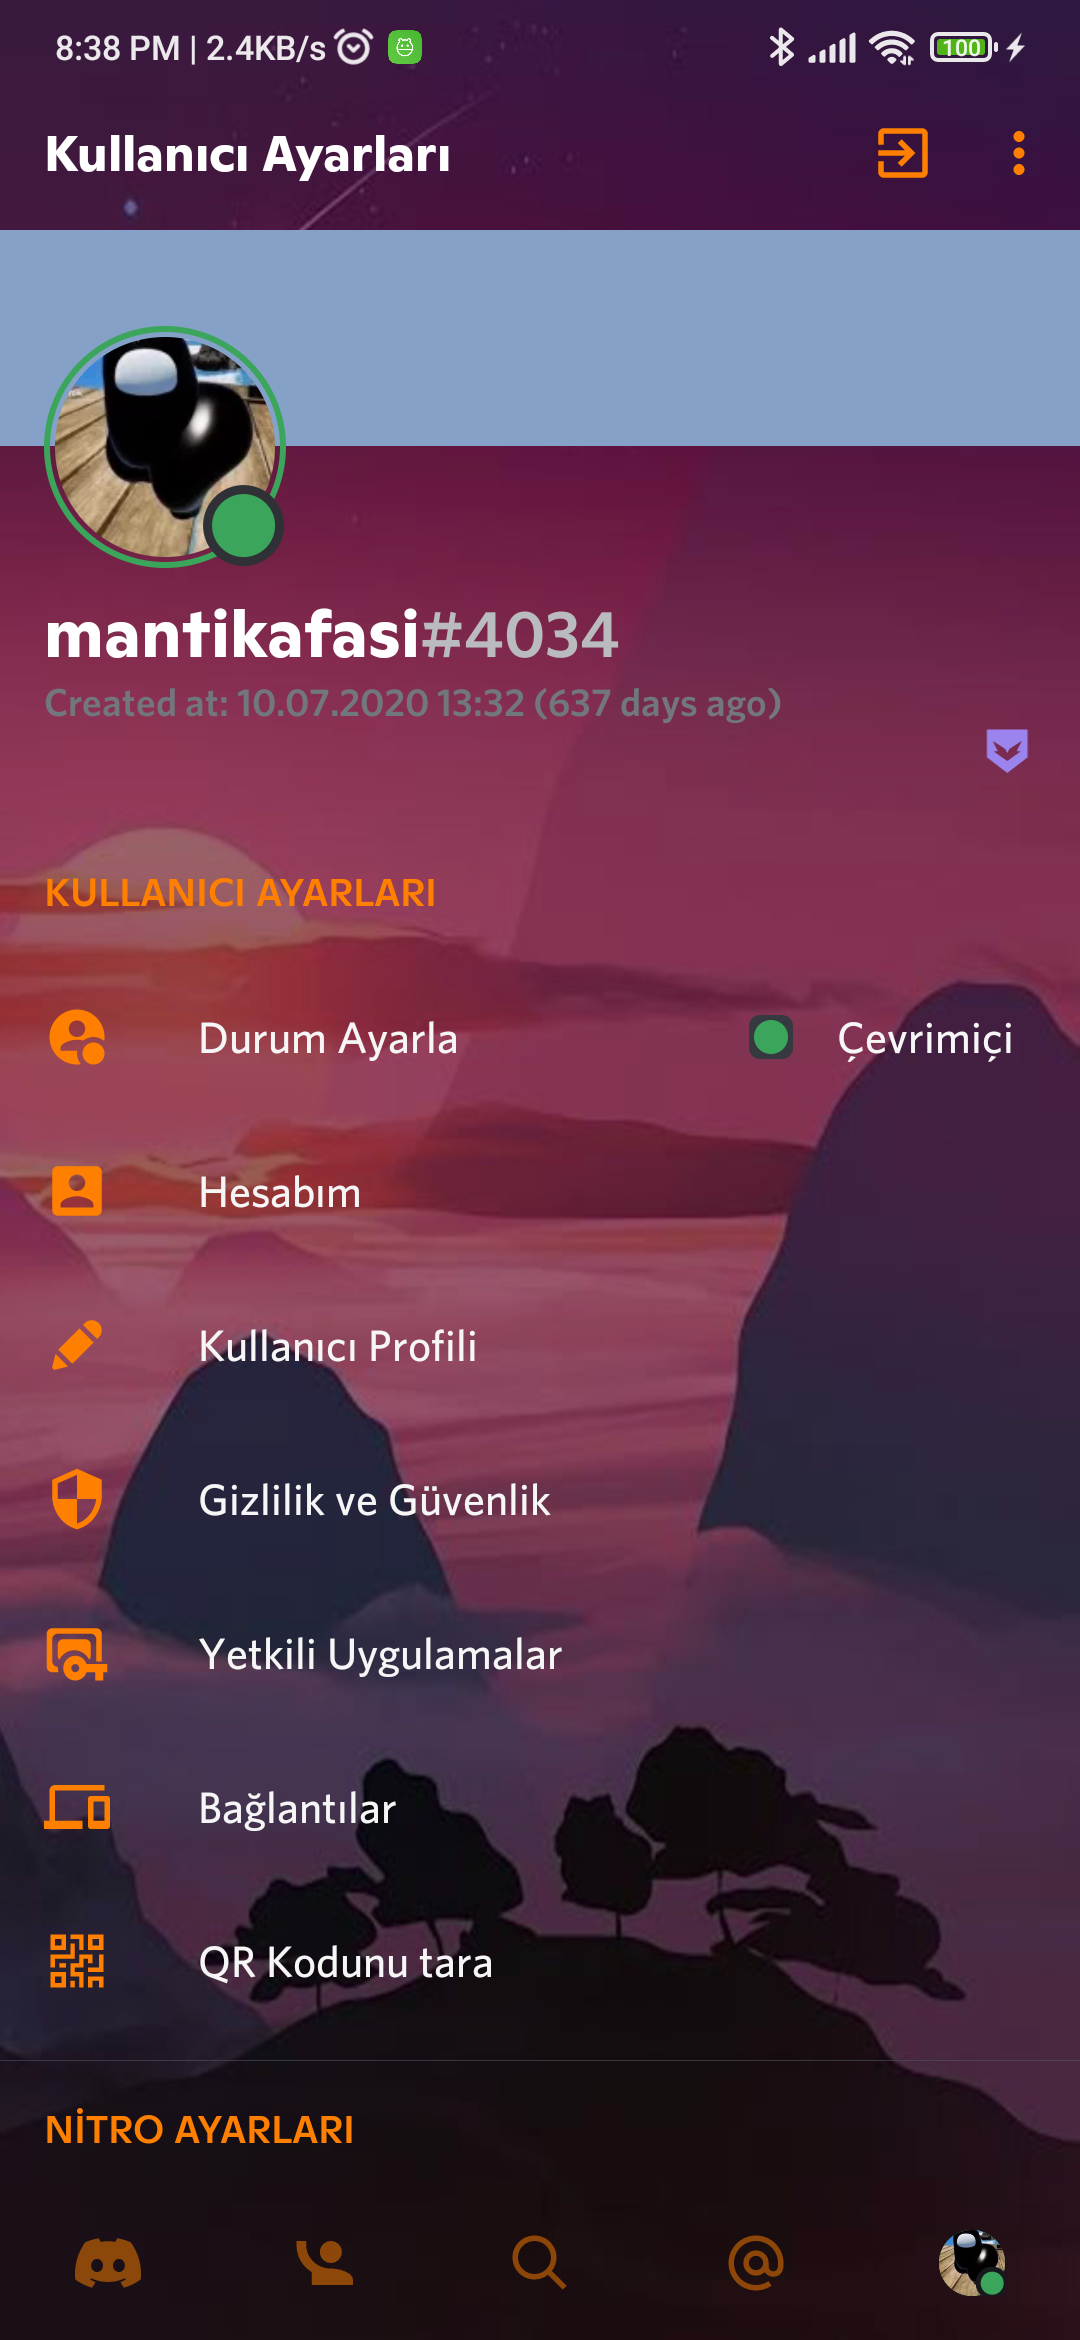 8:38 PM | 2.4KB/s
100
Kullanıcı Ayarları
mantikafasi#4034
Created at: 10.07.2020 13:32 (637 days ago)
KULLANICI AYARLARI
Durum Ayarla
Çevrimiçi
Hesabım
Kullanıcı Profili
Gizlilik ve Güvenlik
Yetkili Uygulamalar
Bağlantılar
QR Kodunu tara
NİTRO AYARLARI